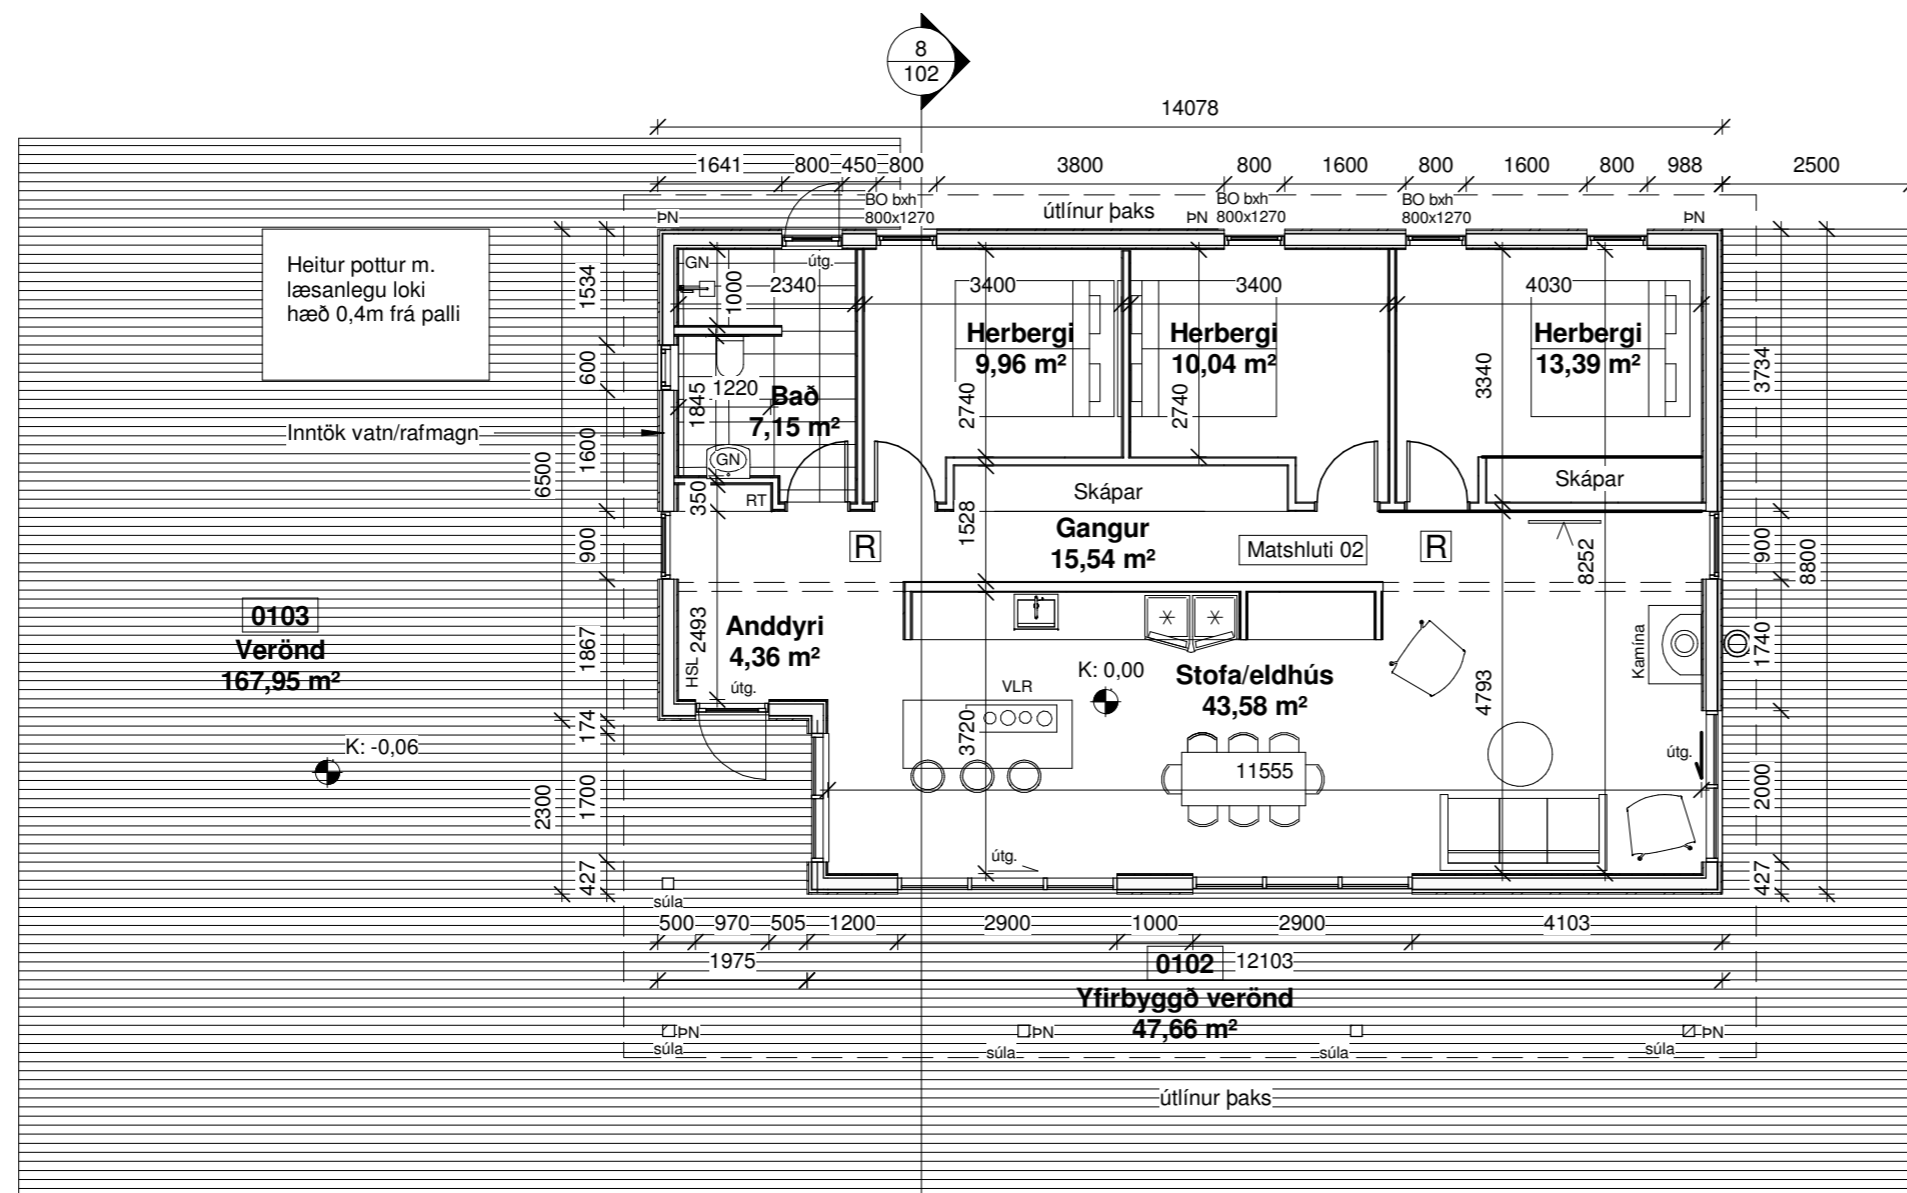 8
102
14078
1641 800 450 800 3800 800 1600 800 1600 800 988 2500
BO bxh
800x1270
BO bxh
800x1270
BO bxh
800x1270
ÞN
útlínur þaks
ÞN
ÞN
Heitur pottur m.
læsanlegu loki
hæð 0,4m frá palli
GN
útg.
1000
2340
3400
3400
4030
Herbergi
9,96 m²
Herbergi
10,04 m²
Herbergi
13,39 m²
1534
600
1600
900
1867
174
1700
427
6500
2300
1845
1220
Bað
7,15 m²
2740
2740
3340
3734
Inntök vatn/rafmagn
GN
350
RT
Skápar
Skápar
1528
Gangur
15,54 m²
R
Matshluti 02
R
8252
900
8800
0103
Verönd
167,95 m²
2493
HSL
Anddyri
4,36 m²
útg.
K: 0,00
Stofa/eldhús
43,58 m²
VLR
3720
4793
Kamína
1740
K: -0,06
útg.
11555
2000
útg.
427
súla
500 970 505 1200 2900 1000 2900 4103
1975
0102
12103
Yfirbyggð verönd
47,66 m²
ÞN
súla
ÞN
súla
súla
ÞN
súla
útlínur þaks